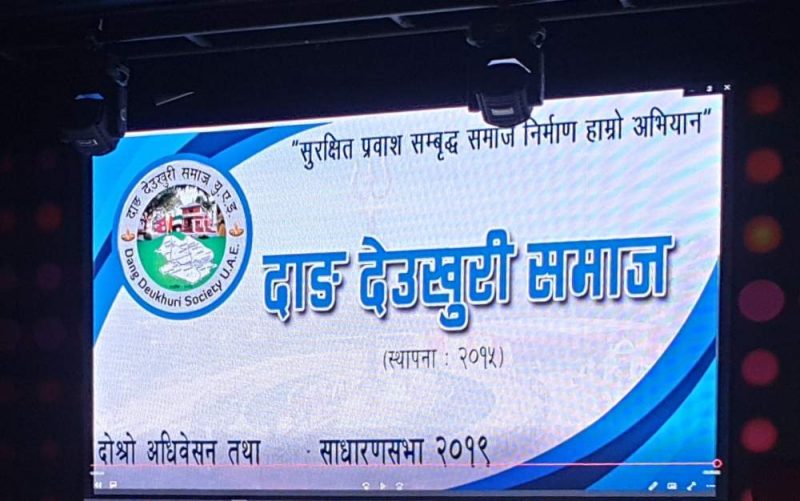 "सुरक्षित प्रवाश सम्बृद्ध समाज निर्माण हाम्रो अभियान"
दाङ देउखुरी समाज यु.ए.ई
Dang Deukhuri Society U.A.E.
दाङ देउखुरी समाज
(स्थापना : २०१५)
दोश्रो अधिवेसन तथा साधारणसभा २०१९